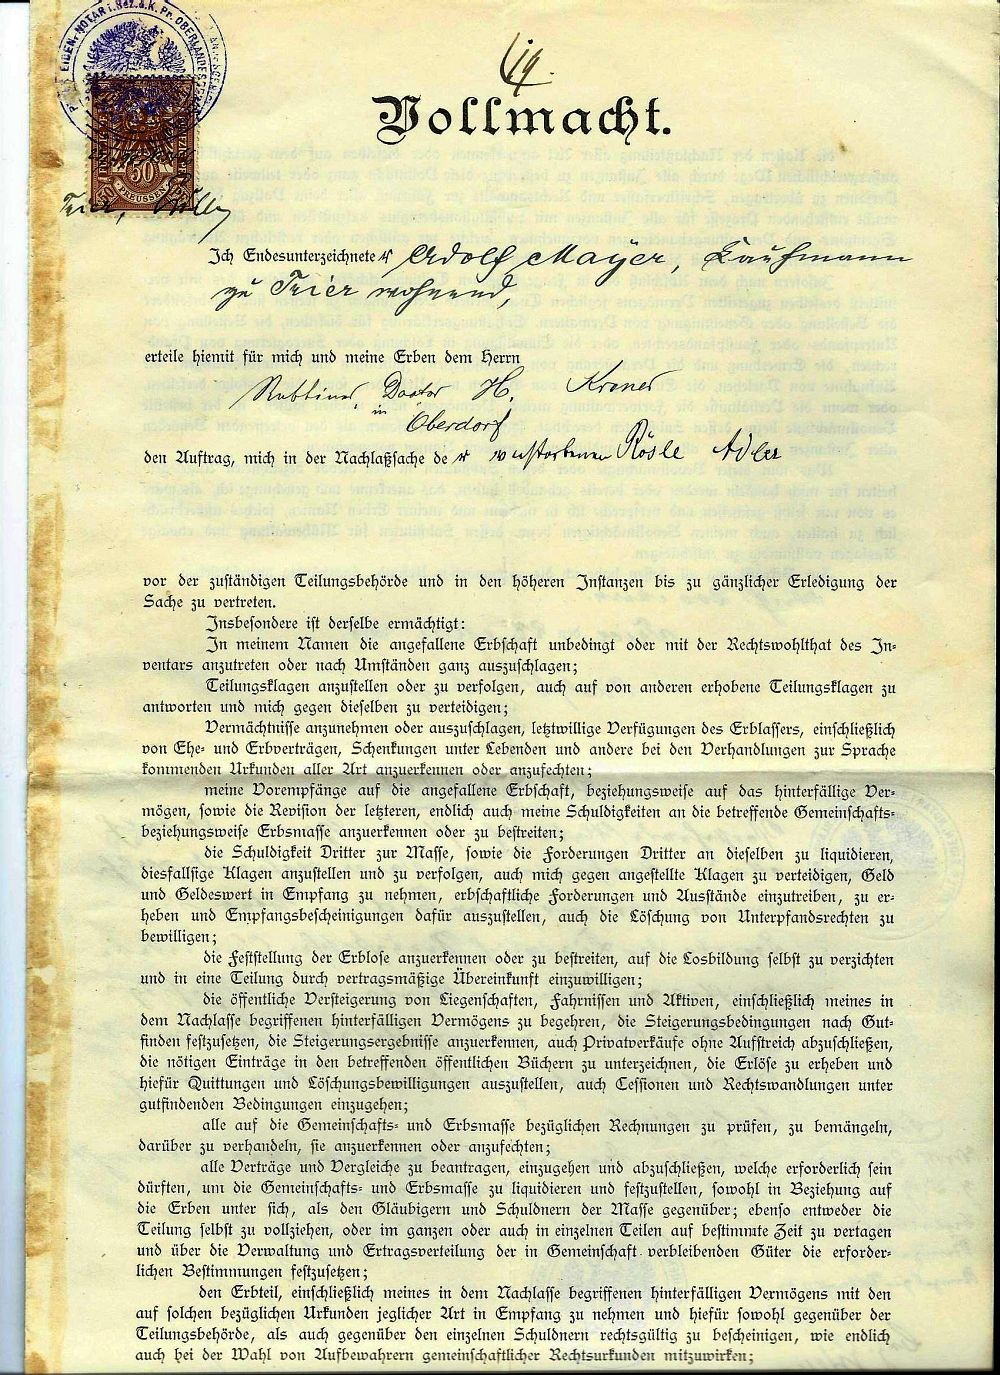 19.
Vollmacht.
50
PREUSSEN
Trier,
Ich Endesunterzeichneter Adolf Mayer, Kaufmann
zu Trier wohnend,
erteile hiemit für mich und meine Erben dem Herrn
Rabbiner Doctor H. Kroner
in
Oberdorf
den Auftrag, mich in der Nachlaßsache der verstorbenen Rösle Adler
vor der zuständigen Teilungsbehörde und in den höheren Instanzen bis zu gänzlicher Erledigung der
Sache zu vertreten.
Insbesondere ist derselbe ermächtigt:
In meinem Namen die angefallene Erbschaft unbedingt oder mit der Rechtswohlthat des In-
ventars anzutreten oder nach Umständen ganz auszuschlagen;
Teilungsklagen anzustellen oder zu verfolgen, auch auf von anderen erhobene Teilungsklagen zu
antworten und mich gegen dieselben zu verteidigen;
Vermächtnisse anzunehmen oder auszuschlagen, letztwillige Verfügungen des Erblassers, einschließlich
von Ehe- und Erbverträgen, Schenkungen unter Lebenden und andere bei den Verhandlungen zur Sprache
kommenden Urkunden aller Art anzuerkennen oder anzufechten;
meine Vorempfänge auf die angefallene Erbschaft, beziehungsweise auf das hinterfällige Ver-
mögen, sowie die Revision der letzteren, endlich auch meine Schuldigkeiten an die betreffende Gemeinschafts-
beziehungsweise Erbsmasse anzuerkennen oder zu bestreiten;
die Schuldigkeit Dritter zur Masse, sowie die Forderungen Dritter an dieselben zu liquidieren,
diesfallsige Klagen anzustellen und zu verfolgen, auch mich gegen angestellte Klagen zu verteidigen, Geld
und Geldeswert in Empfang zu nehmen, erbschaftliche Forderungen und Ausstände einzutreiben, zu er-
heben und Empfangsbescheinigungen dafür auszustellen, auch die Löschung von Unterpfandsrechten zu
bewilligen;
die Feststellung der Erblose anzuerkennen oder zu bestreiten, auf die Losbildung selbst zu verzichten
und in eine Teilung durch vertragsmäßige Übereinkunft einzuwilligen;
die öffentliche Versteigerung von Liegenschaften, Fahrnissen und Aktiven, einschließlich meines in
dem Nachlasse begriffenen hinterfälligen Vermögens zu begehren, die Steigerungsbedingungen nach Gut-
finden festzusetzen, die Steigerungsergebnisse anzuerkennen, auch Privatverkäufe ohne Aufstreich abzuschließen,
die nötigen Einträge in den betreffenden öffentlichen Büchern zu unterzeichnen, die Erlöse zu erheben und
hiefür Quittungen und Löschungsbewilligungen auszustellen, auch Cessionen und Rechtswandlungen unter
gutfindenden Bedingungen einzugehen;
alle auf die Gemeinschafts- und Erbsmasse bezüglichen Rechnungen zu prüfen, zu bemängeln,
darüber zu verhandeln, sie anzuerkennen oder anzufechten;
alle Verträge und Vergleiche zu beantragen, einzugehen und abzuschließen, welche erforderlich sein
dürften, um die Gemeinschafts- und Erbsmasse zu liquidieren und festzustellen, sowohl in Beziehung auf
die Erben unter sich, als den Gläubigern und Schuldnern der Masse gegenüber; ebenso entweder die
Teilung selbst zu vollziehen, oder im ganzen oder auch in einzelnen Teilen auf bestimmte Zeit zu vertagen
und über die Verwaltung und Ertragsverteilung der in Gemeinschaft verbleibenden Güter die erforder-
lichen Bestimmungen festzusetzen;
den Erbteil, einschließlich meines in dem Nachlasse begriffenen hinterfälligen Vermögens mit den
auf solchen bezüglichen Urkunden jeglicher Art in Empfang zu nehmen und hiefür sowohl gegenüber der
Teilungsbehörde, als auch gegenüber den einzelnen Schuldnern rechtsgültig zu bescheinigen, wie endlich
auch bei der Wahl von Aufbewahrern gemeinschaftlicher Rechtsurkunden mitzuwirken;